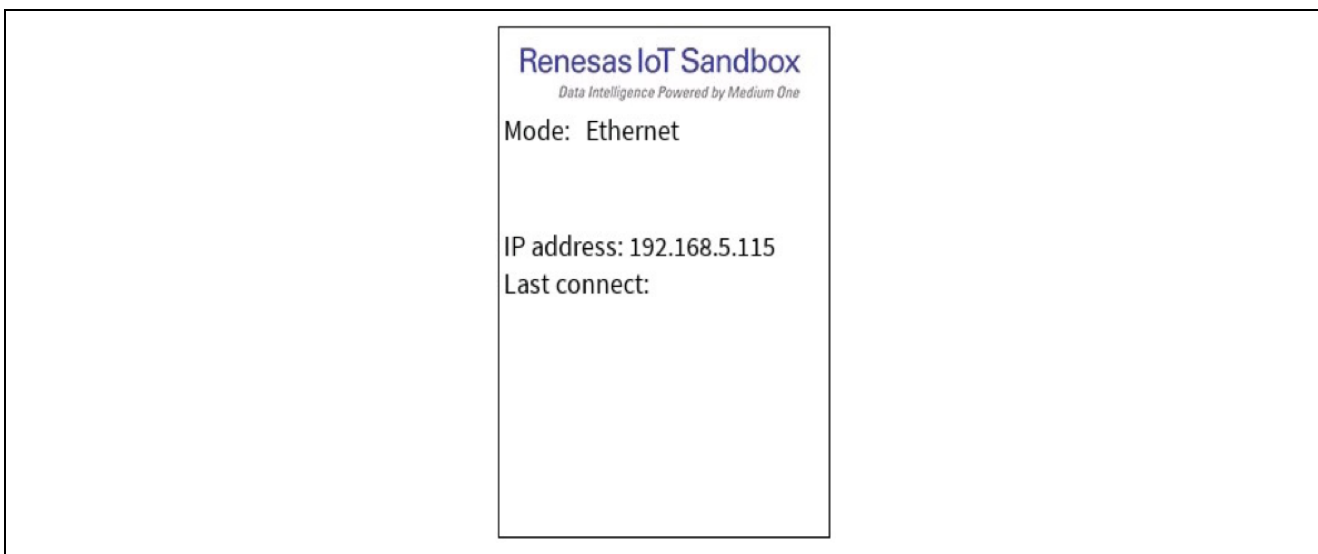 Renesas IoT Sandbox
Data Intelligence Powered by Medium One
Mode: Ethernet
IP address: 192.168.5.115
Last connect: